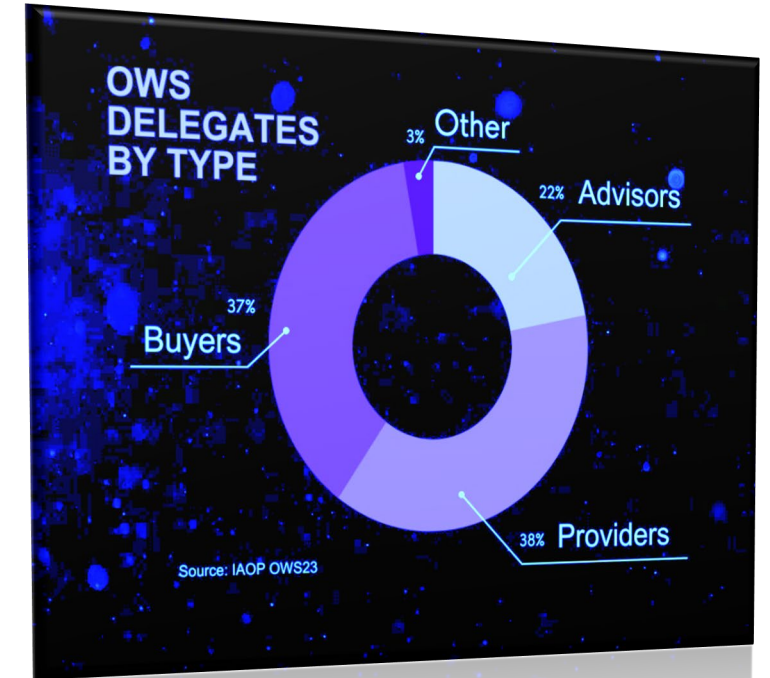 OWS
DELEGATES
BY TYPE
3% Other
22% Advisors
37%
Buyers
38% Providers
Source: IAOP OWS23